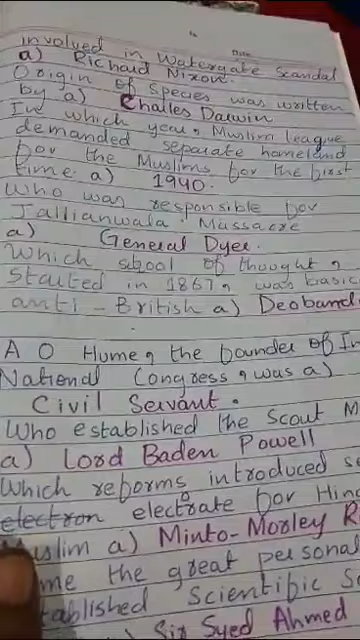 involved in Watergate Scandal
a) Richard Nixon.
Origin of species was written
by a) Charles Darwin
In which year, Muslim league
demanded separate homeland
for the Muslims for the first
time a) 1940.
Who was responsible for
Jallianwala Massacre
a) General Dyer.
Which school of thought,
Started in 1867, was basic
anti - British a) Deoband
A O Hume, the founder of In
National Congress, was a)
Civil Servant.
Who established the Scout M
a) Lord Baden Powell
Which reforms introduced se
electron electorate for Hin
Muslim a) Minto-Morley R
me the great personal
tablished Scientific S
Sir Syed Ahmed